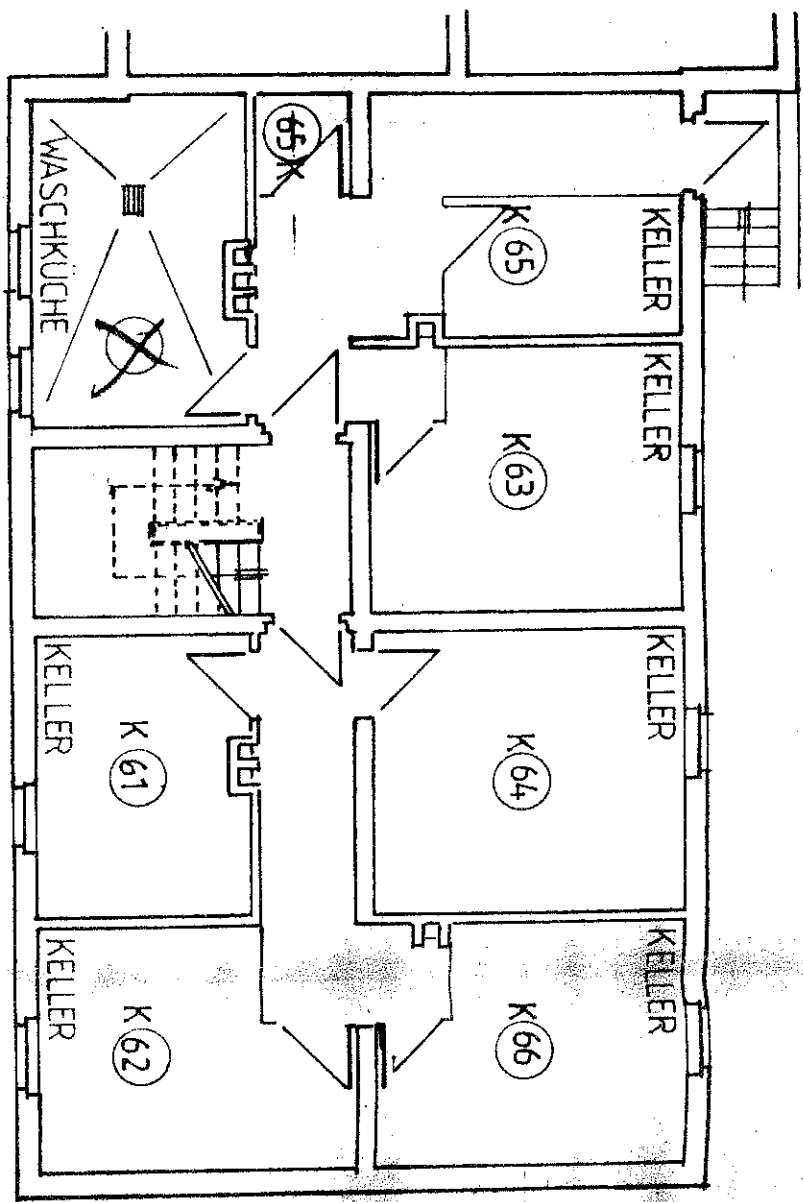 WASCHKÜCHE
65 K
KELLER
K 65
KELLER
K 63
KELLER
K 64
KELLER
K 61
KELLER
K 66
KELLER
K 62